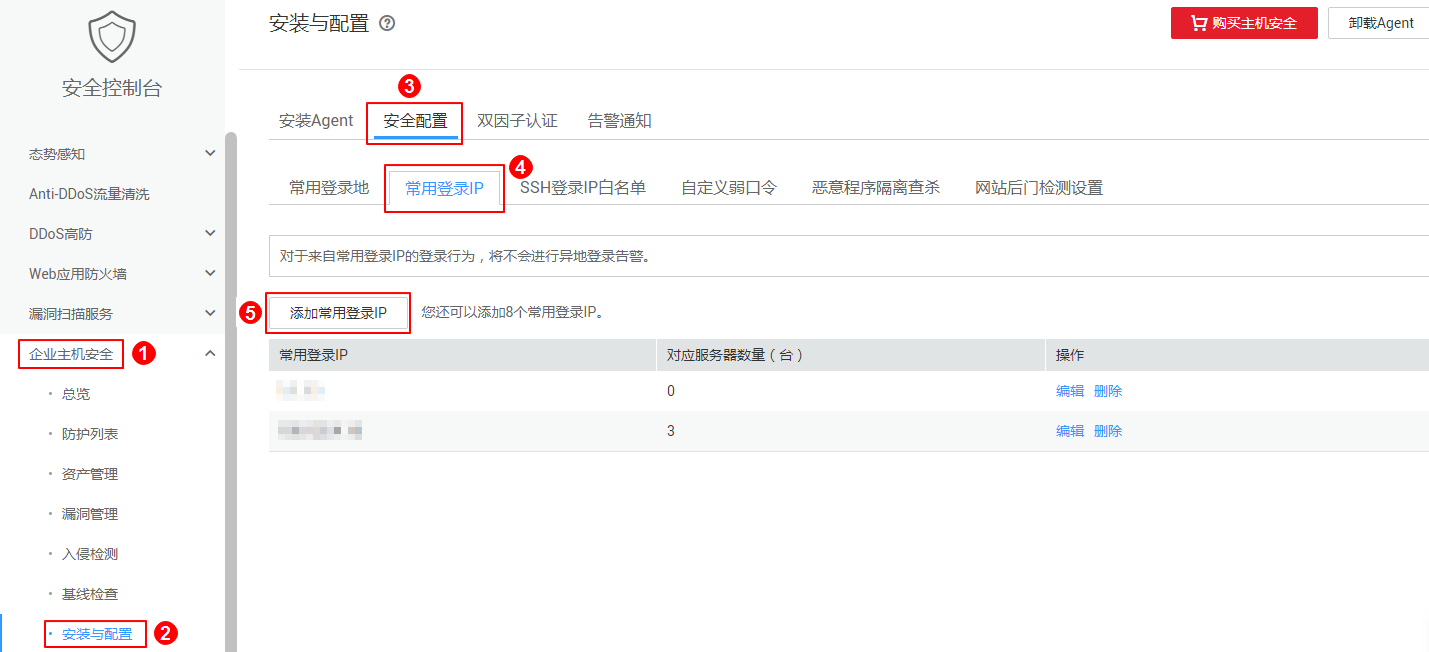 安全控制台
态势感知
Anti-DDoS流量清洗
DDoS高防
Web应用防火墙
漏洞扫描服务
企业主机安全 1
· 总览
· 防护列表
· 资产管理
· 漏洞管理
· 入侵检测
· 基线检查
· 安装与配置 2
安装与配置 ?
购买主机安全 卸载Agent
3
安装Agent 安全配置 双因子认证 告警通知
4
常用登录地 常用登录IP SSH登录IP白名单 自定义弱口令 恶意程序隔离查杀 网站后门检测设置
对于来自常用登录IP的登录行为，将不会进行异地登录告警。
5 添加常用登录IP 您还可以添加8个常用登录IP。
常用登录IP 对应服务器数量（台） 操作
0 编辑 删除
3 编辑 删除